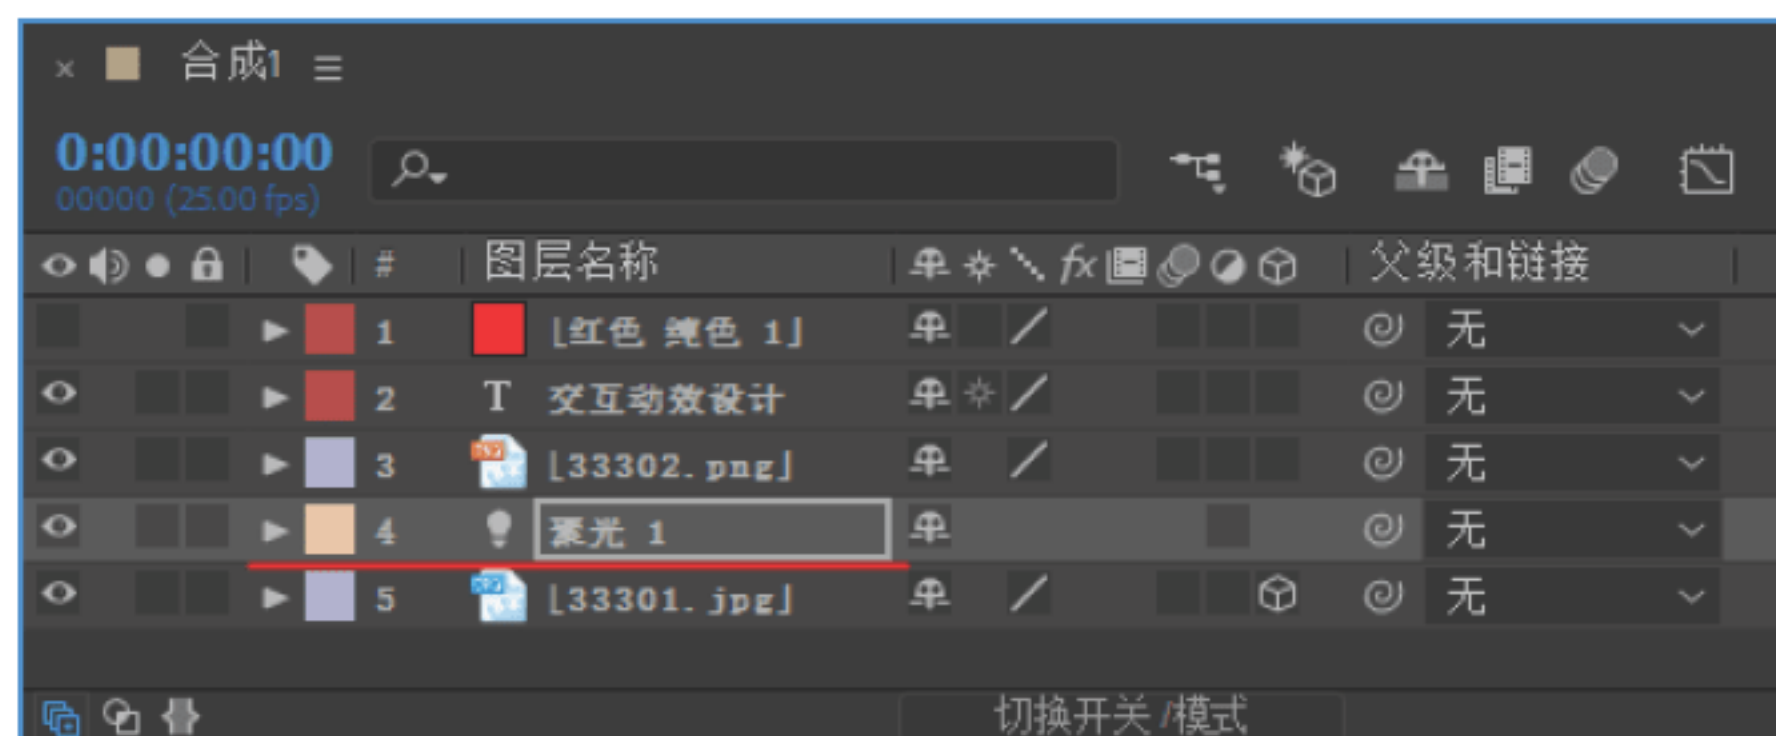 合成1
0:00:00:00
00000 (25.00 fps)
# 图层名称 fx 父级和链接
1 [红色 纯色 1] 无
2 T 交互动效设计 无
3 [33302.png] 无
4 聚光 1 无
5 [33301.jpg] 无
切换开关/模式